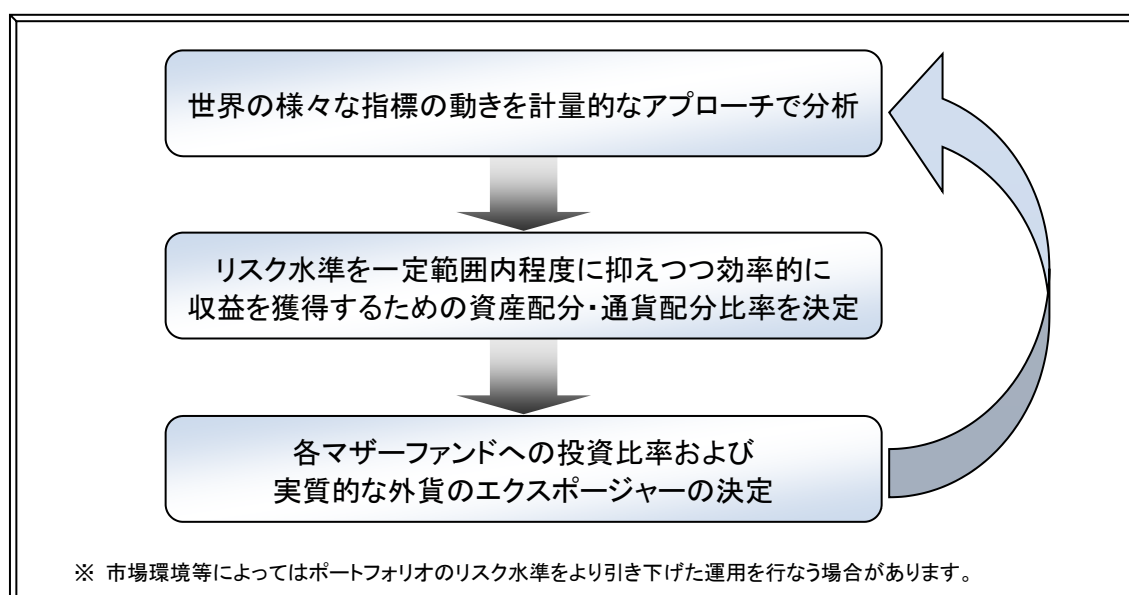 世界の様々な指標の動きを計量的なアプローチで分析
リスク水準を一定範囲内程度に抑えつつ効率的に
収益を獲得するための資産配分・通貨配分比率を決定
各マザーファンドへの投資比率および
実質的な外貨のエクスポージャーの決定
※ 市場環境等によってはポートフォリオのリスク水準をより引き下げた運用を行なう場合があります。